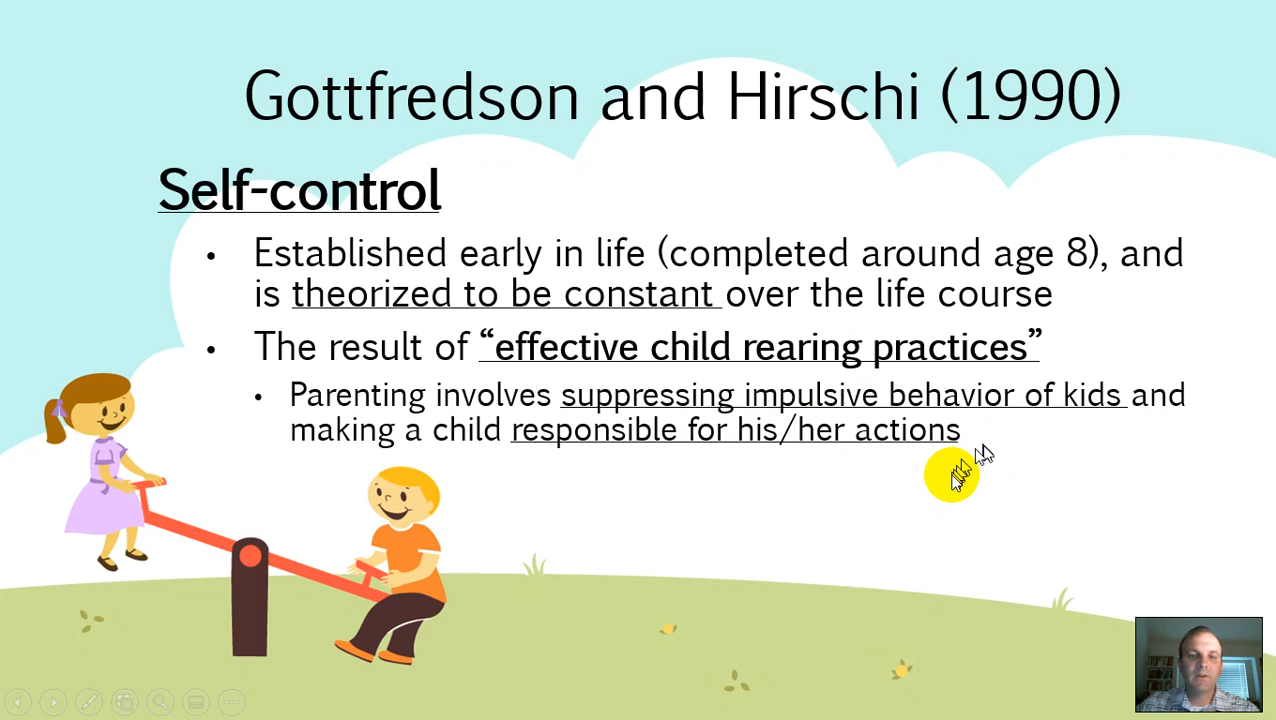 Gottfredson and Hirschi (1990)
Self-control
• Established early in life (completed around age 8), and
is theorized to be constant over the life course
• The result of “effective child rearing practices”
• Parenting involves suppressing impulsive behavior of kids and
making a child responsible for his/her actions